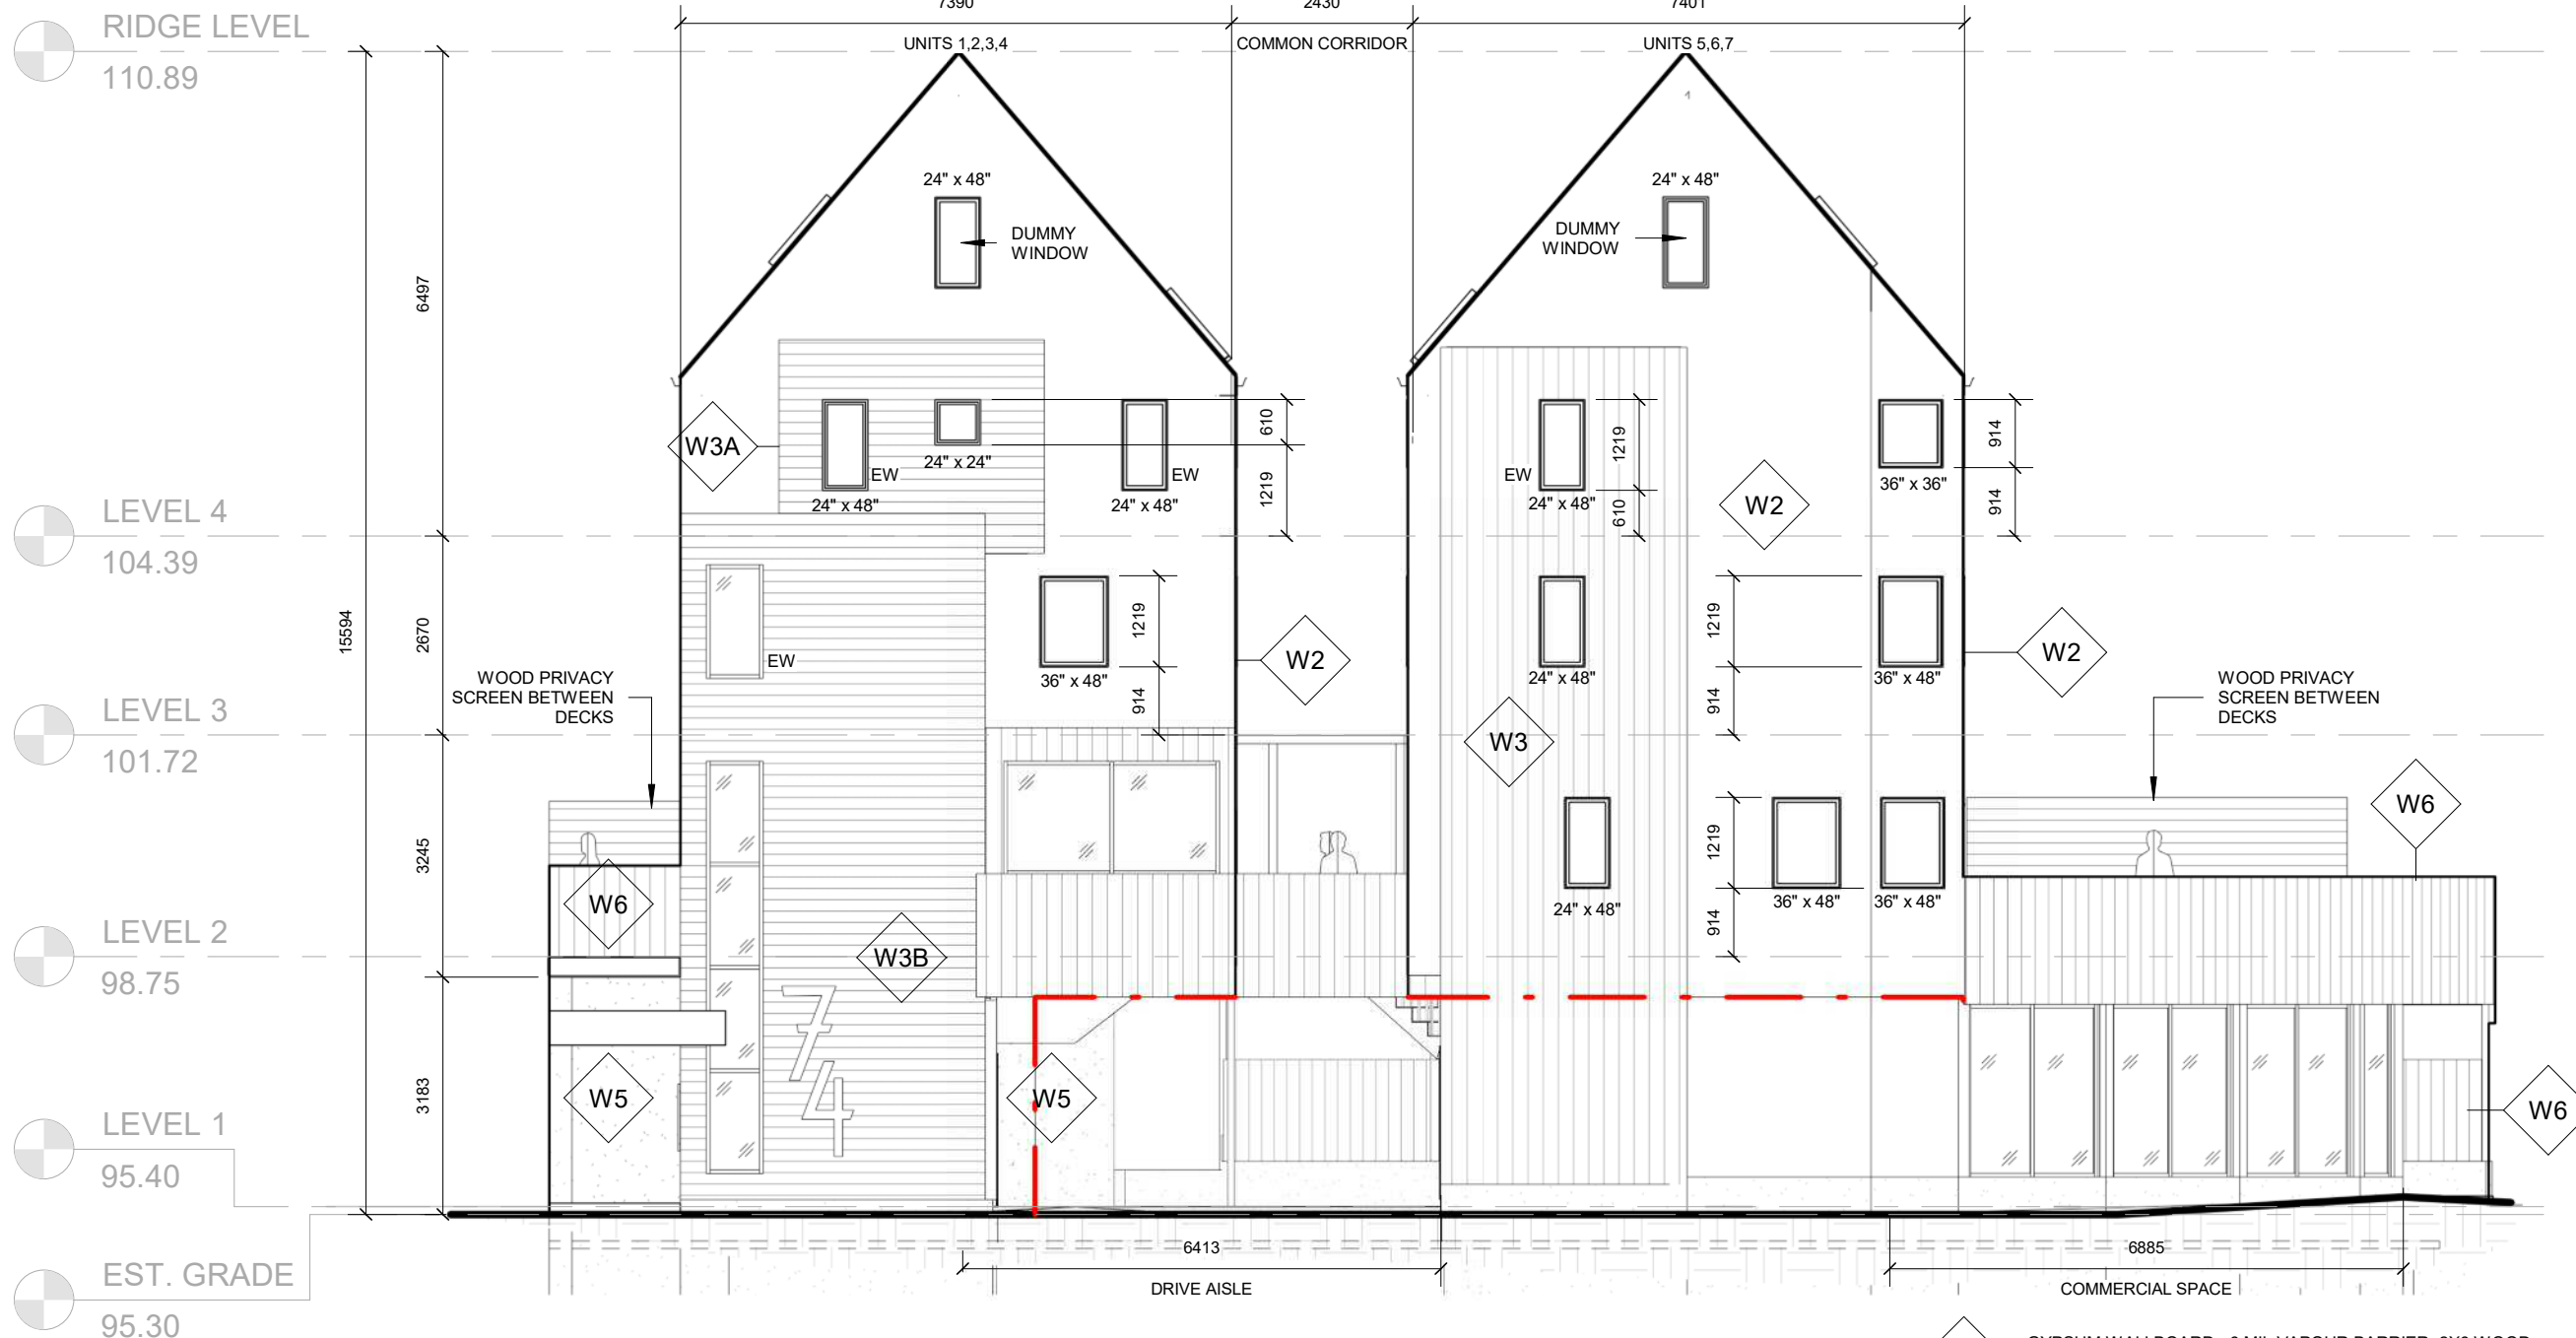 7390
2430
7401
RIDGE LEVEL
110.89
UNITS 1,2,3,4
COMMON CORRIDOR
UNITS 5,6,7
24" x 48"
DUMMY
WINDOW
24" x 48"
DUMMY
WINDOW
6497
W3A
EW
24" x 48"
24" x 24"
EW
24" x 48"
610
1219
EW
24" x 48"
1219
610
W2
36" x 36"
914
914
LEVEL 4
104.39
15594
2670
EW
36" x 48"
1219
914
W2
24" x 48"
1219
914
36" x 48"
W2
WOOD PRIVACY
SCREEN BETWEEN
DECKS
WOOD PRIVACY
SCREEN BETWEEN
DECKS
LEVEL 3
101.72
W3
3245
W6
24" x 48"
1219
914
36" x 48"
36" x 48"
W6
LEVEL 2
98.75
W3B
74
3183
W5
W5
W6
LEVEL 1
95.40
6413
DRIVE AISLE
6885
COMMERCIAL SPACE
EST. GRADE
95.30